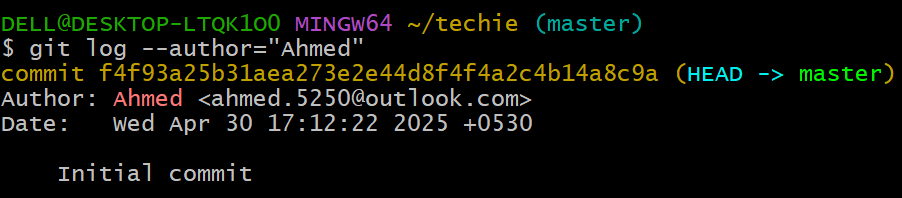 DELL@DESKTOP-LTQK1O0 MINGW64 ~/techie (master)
$ git log --author="Ahmed"
commit f4f93a25b31aea273e2e44d8f4f4a2c4b14a8c9a (HEAD -> master)
Author: Ahmed <ahmed.5250@outlook.com>
Date:   Wed Apr 30 17:12:22 2025 +0530
    Initial commit